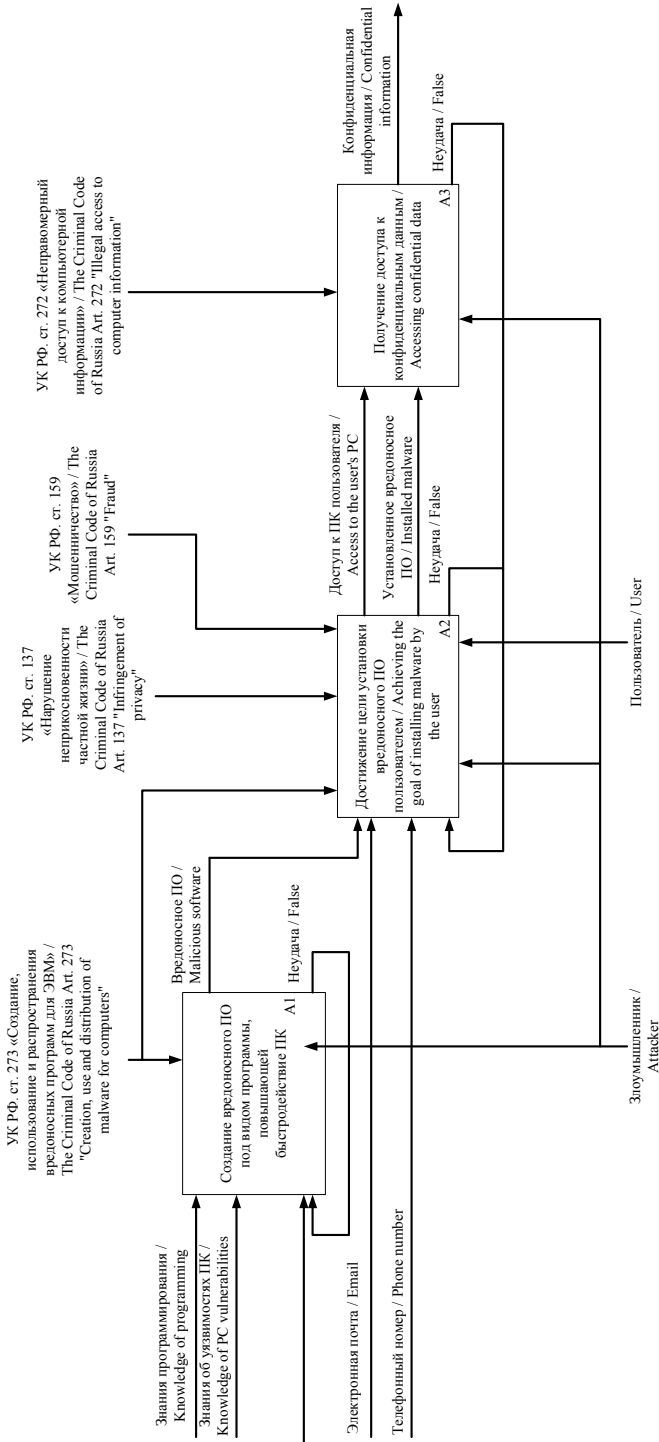 УК РФ. ст. 273 «Создание,
использование и распространения
вредоносных программ для ЭВМ» /
The Criminal Code of Russia Art. 273
"Creation, use and distribution of
malware for computers"
УК РФ. ст. 137
«Нарушение
неприкосновенности
частной жизни» / The
Criminal Code of Russia
Art. 137 "Infringement of
privacy"
УК РФ. ст. 159
«Мошенничество» / The
Criminal Code of Russia
Art. 159 "Fraud"
УК РФ. ст. 272 «Неправомерный
доступ к компьютерной
информации» / The Criminal Code
of Russia Art. 272 "Illegal access to
computer information"
Знания программирования /
Knowledge of programming
Знания об уязвимостях ПК /
Knowledge of PC vulnerabilities
Создание вредоносного ПО
под видом программы,
повышающей
быстродействие ПК
A1
Вредоносное ПО /
Malicious software
Неудача / False
Электронная почта / Email
Телефонный номер / Phone number
Достижение цели установки
вредоносного ПО
пользователем / Achieving the
goal of installing malware by
the user
A2
Доступ к ПК пользователя /
Access to the user's PC
Установленное вредоносное
ПО / Installed malware
Неудача / False
Получение доступа к
конфиденциальным данным /
Accessing confidential data
A3
Конфиденциальная
информация / Confidential
information
Неудача / False
Злоумышленник /
Attacker
Пользователь / User